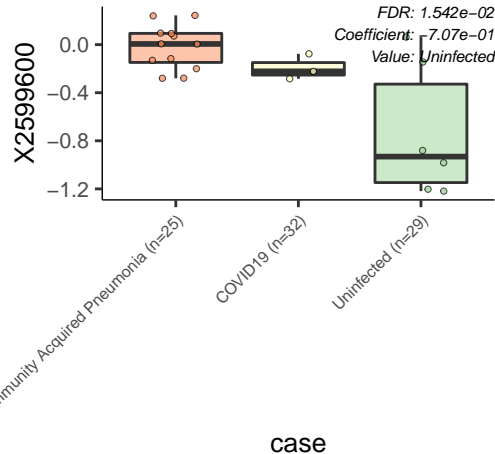 FDR: 1.542e-02
Coefficient: -7.07e-01
Value: Uninfected
X25599600
0.0
-0.4
-0.8
-1.2
mmunity Acquired Pneumonia (n=25)
COVID19 (n=32)
Uninfected (n=29)
case